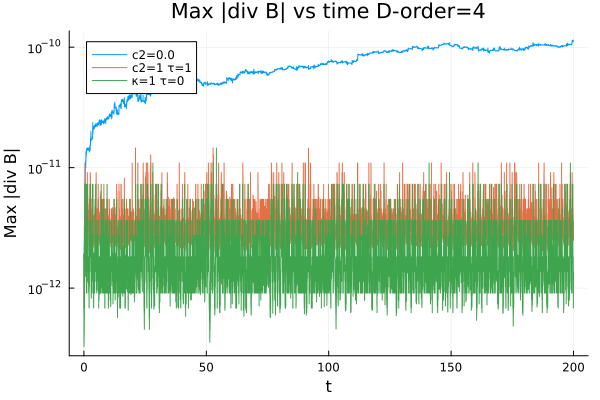 Max |div B| vs time D-order=4
10⁻¹⁰
c2=0.0
c2=1 τ=1
κ=1 τ=0
10⁻¹¹
10⁻¹²
Max |div B|
0 50 100 150 200
t